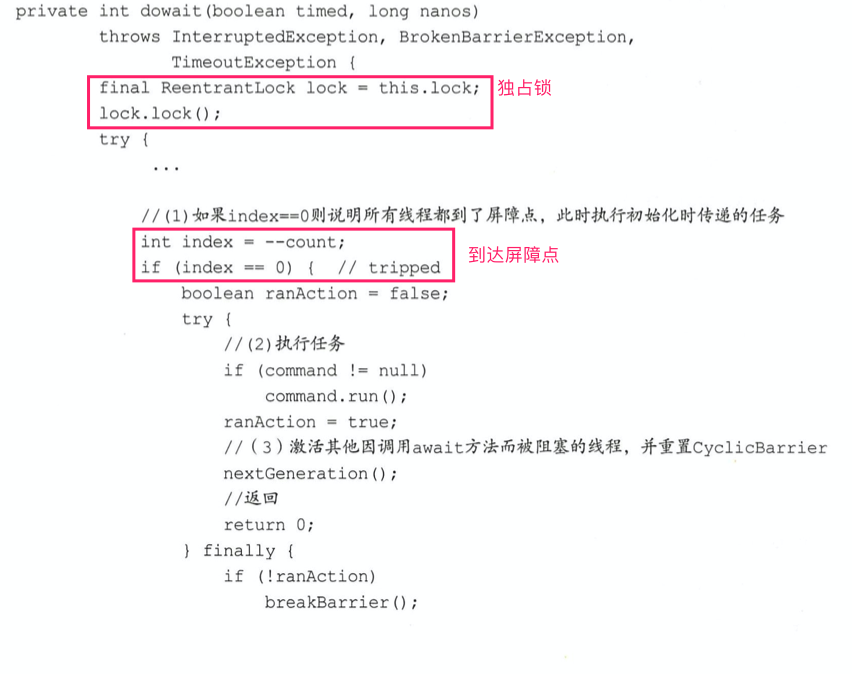 private int dowait(boolean timed, long nanos)
throws InterruptedException, BrokenBarrierException,
TimeoutException {
final ReentrantLock lock = this.lock; 独占锁
lock.lock();
try {
...
//(1)如果index==0则说明所有线程都到了屏障点，此时执行初始化时传递的任务
int index = --count;
if (index == 0) { // tripped 到达屏障点
boolean ranAction = false;
try {
//(2)执行任务
if (command != null)
command.run();
ranAction = true;
//（3）激活其他因调用await方法而被阻塞的线程，并重置CyclicBarrier
nextGeneration();
//返回
return 0;
} finally {
if (!ranAction)
breakBarrier();